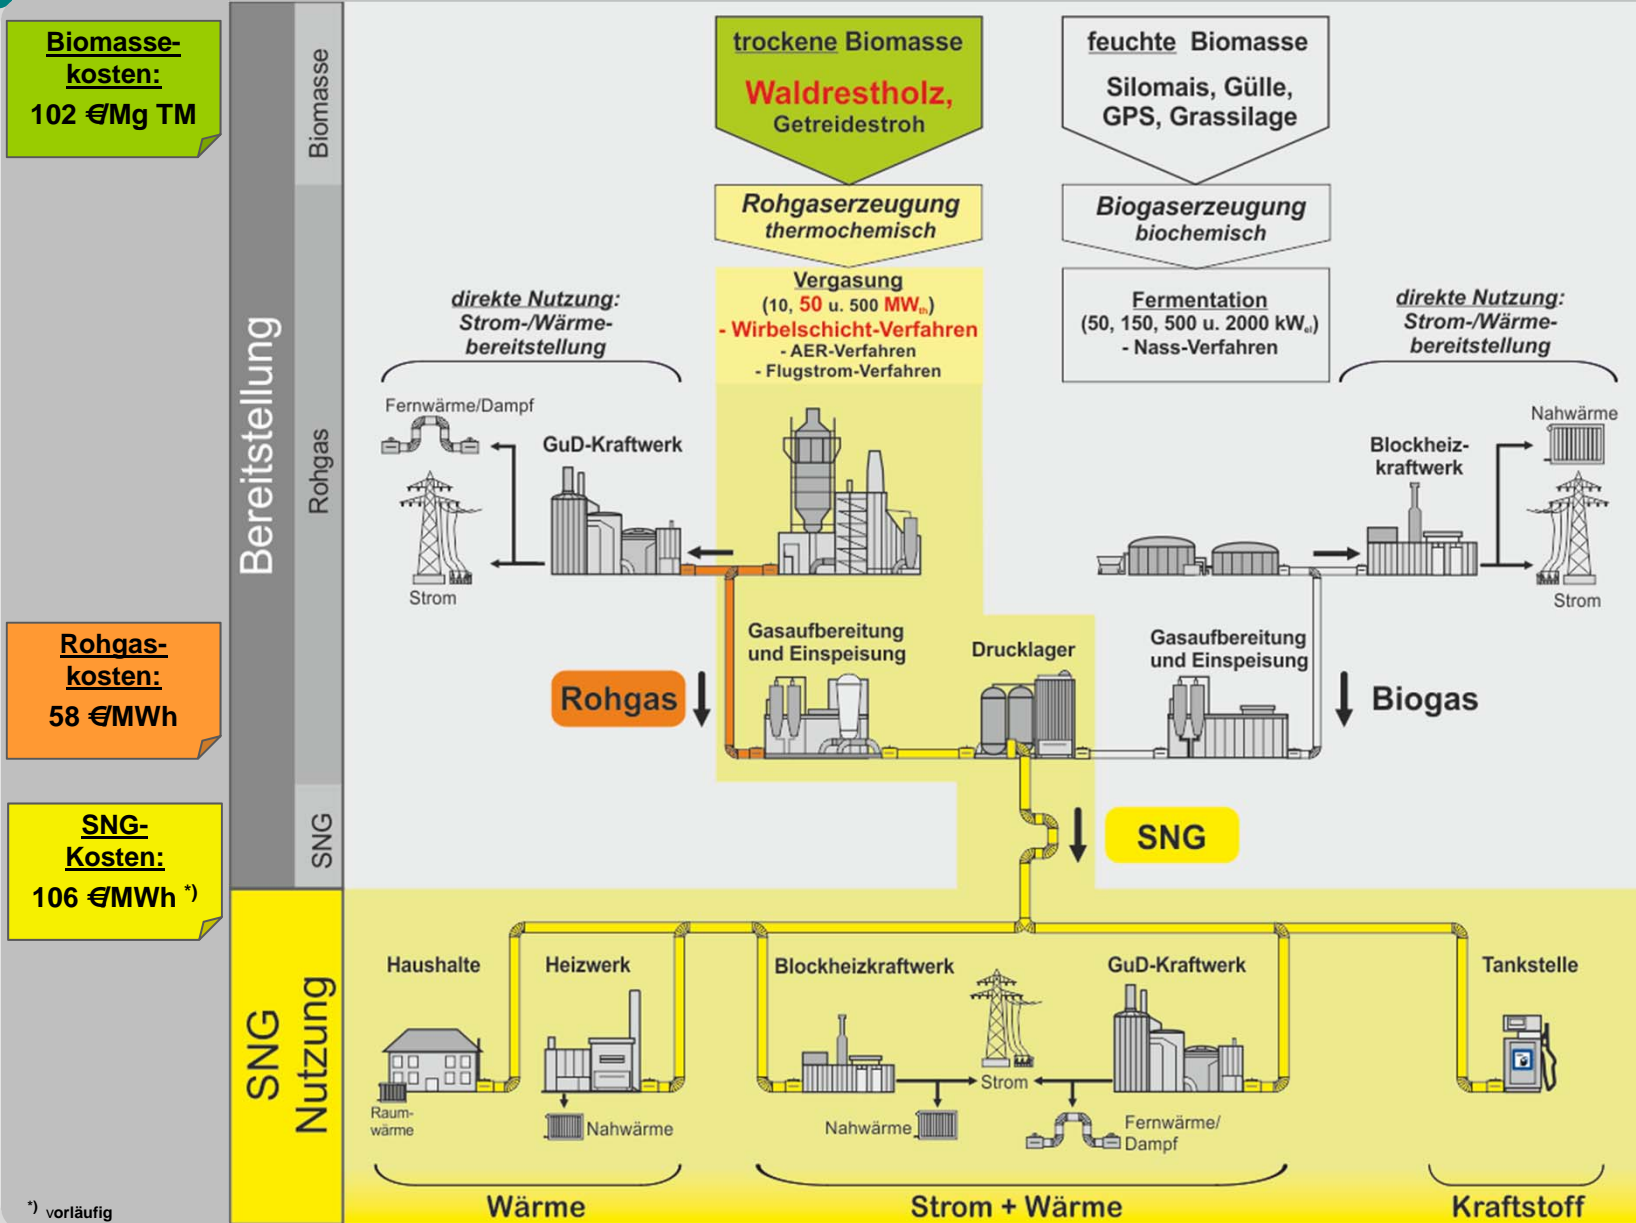 Biomasse-
kosten:
102 €/Mg TM
Rohgas-
kosten:
58 €/MWh
SNG-
Kosten:
106 €/MWh *)
*) vorläufig
Bereitstellung
Biomasse
Rohgas
SNG
SNG
Nutzung
trockene Biomasse
Waldrestholz,
Getreidestroh
feuchte Biomasse
Silomais, Gülle,
GPS, Grassilage
Rohgaserzeugung
thermochemisch
Biogaserzeugung
biochemisch
Vergasung
(10, 50 u. 500 MWth)
- Wirbelschicht-Verfahren
- AER-Verfahren
- Flugstrom-Verfahren
Fermentation
(50, 150, 500 u. 2000 kWel)
- Nass-Verfahren
direkte Nutzung:
Strom-/Wärme-
bereitstellung
direkte Nutzung:
Strom-/Wärme-
bereitstellung
Fernwärme/Dampf
GuD-Kraftwerk
Strom
Blockheiz-
kraftwerk
Nahwärme
Strom
Gasaufbereitung
und Einspeisung
Drucklager
Gasaufbereitung
und Einspeisung
Rohgas
Biogas
SNG
Haushalte
Heizwerk
Blockheizkraftwerk
GuD-Kraftwerk
Tankstelle
Raum-
wärme
Nahwärme
Nahwärme
Strom
Fernwärme/
Dampf
Wärme
Strom + Wärme
Kraftstoff